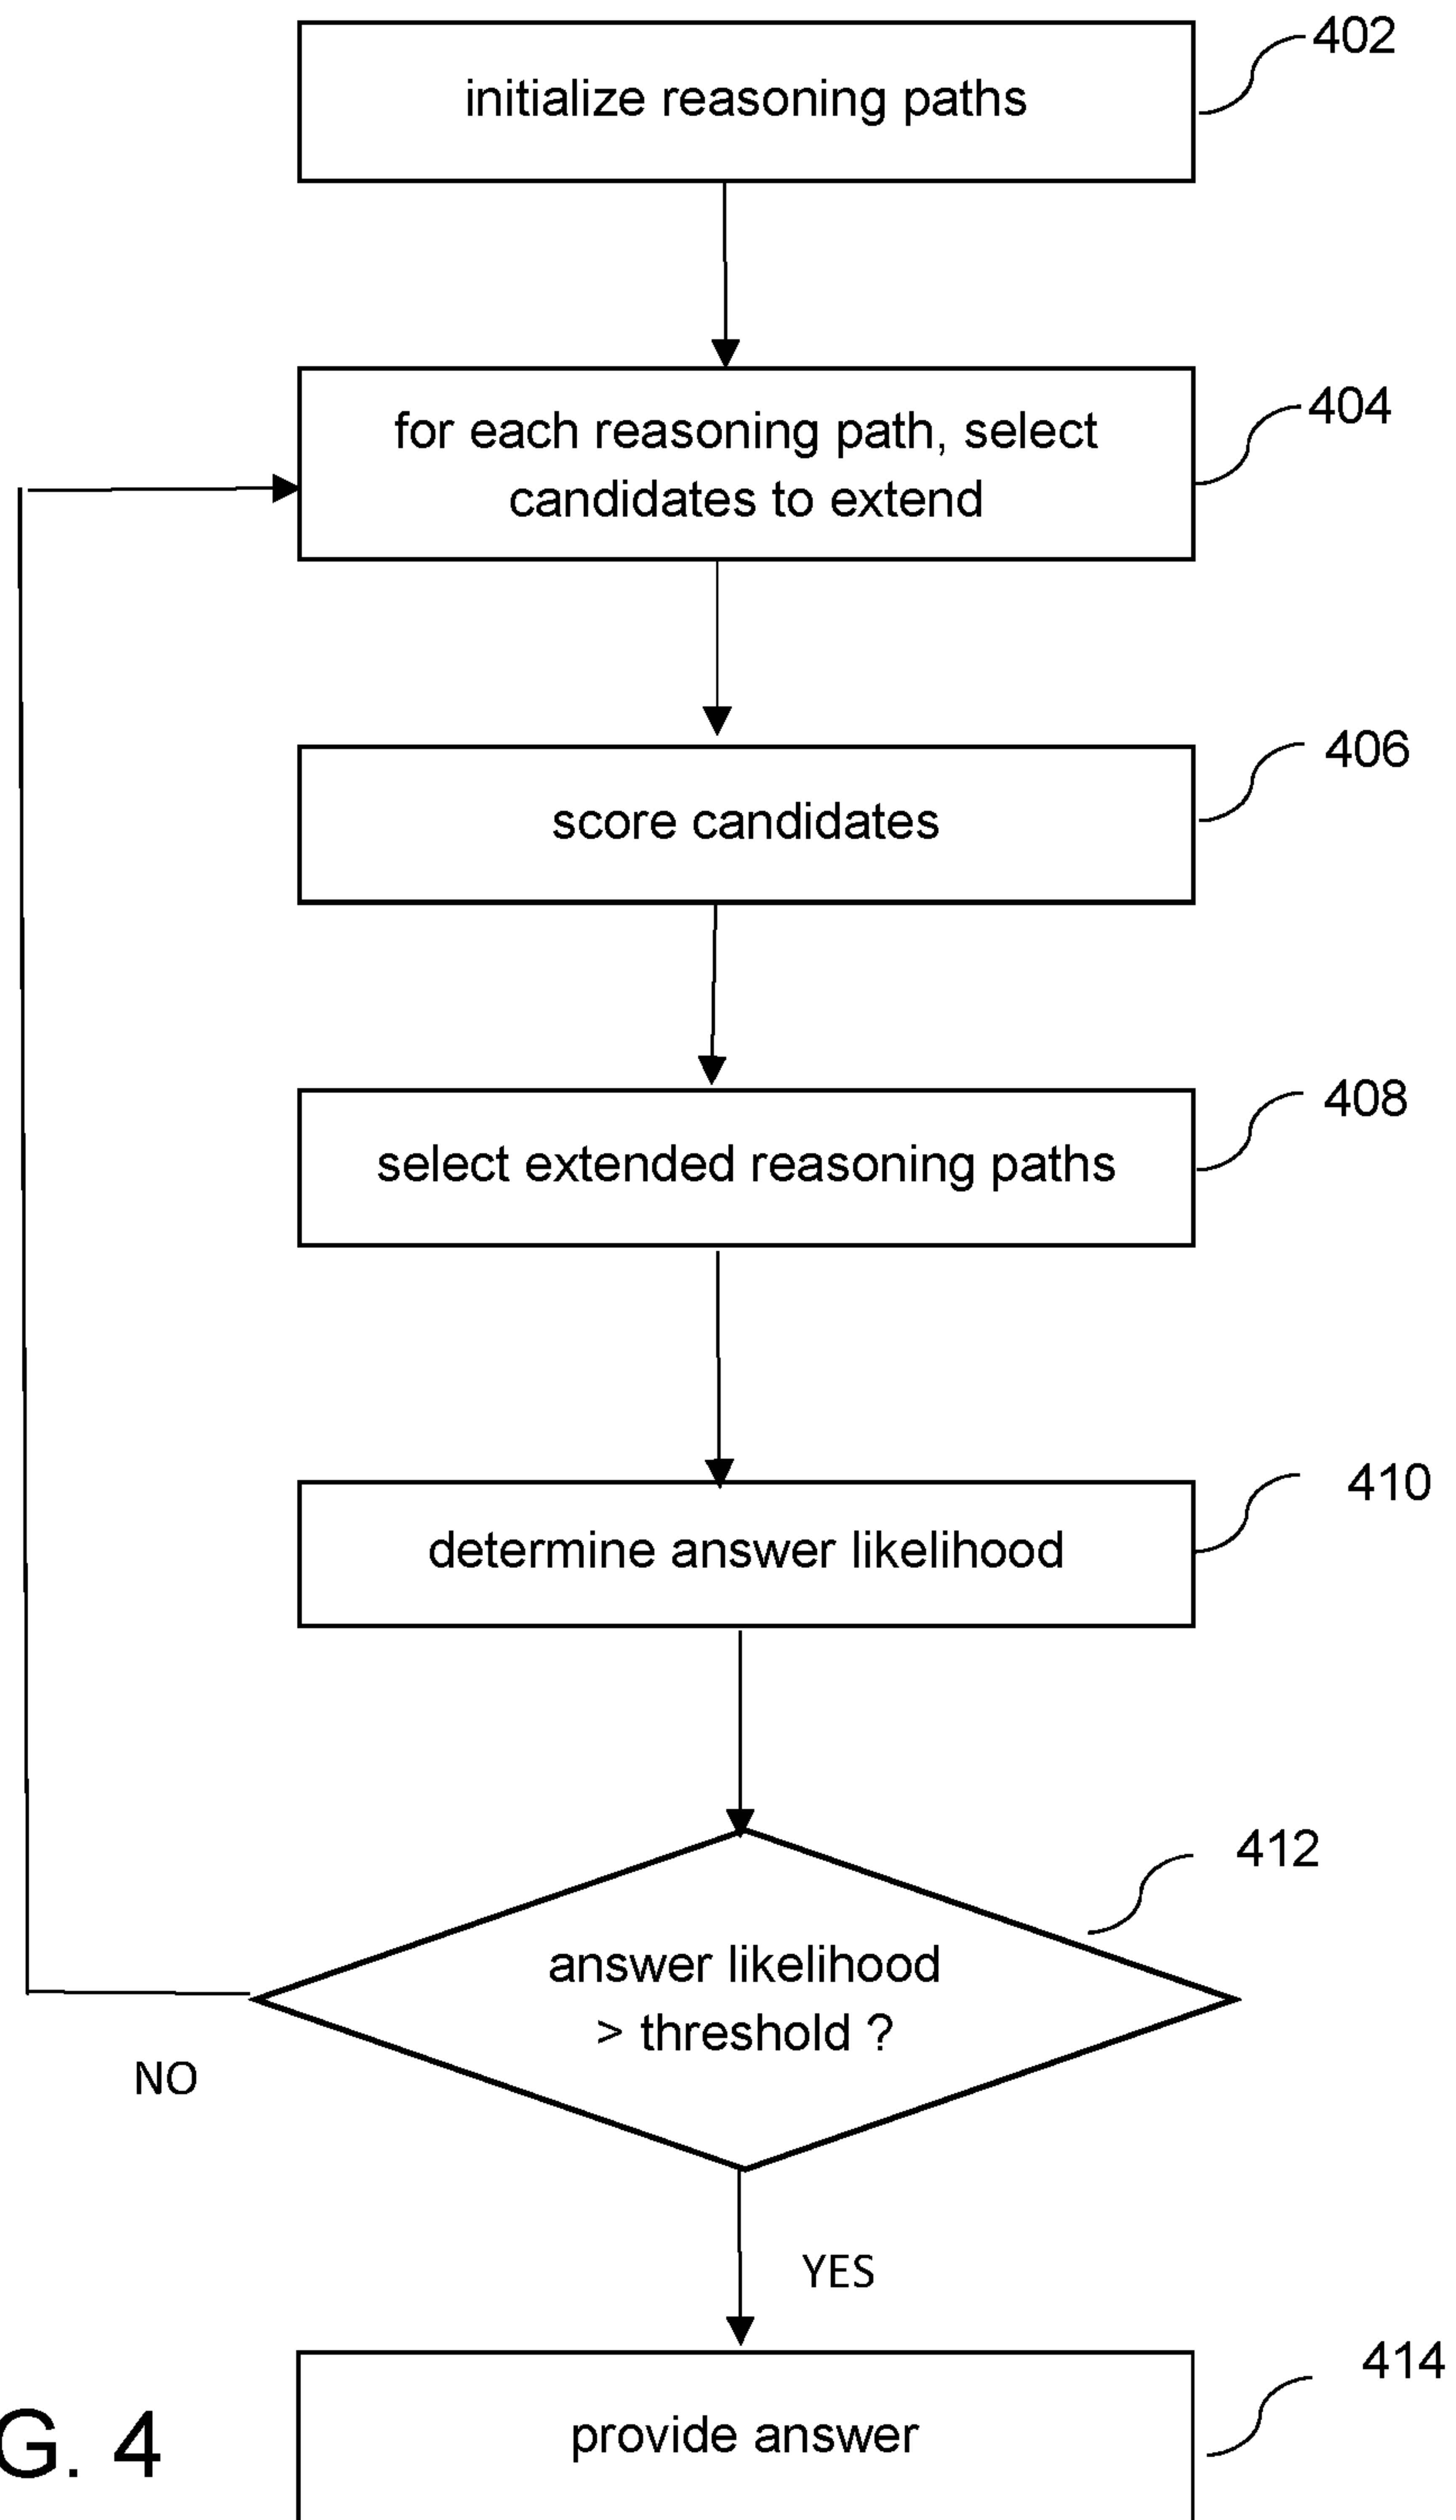 402
initialize reasoning paths
404
for each reasoning path, select
candidates to extend
406
score candidates
408
select extended reasoning paths
410
determine answer likelihood
412
answer likelihood
> threshold ?
NO
YES
414
provide answer
G. 4